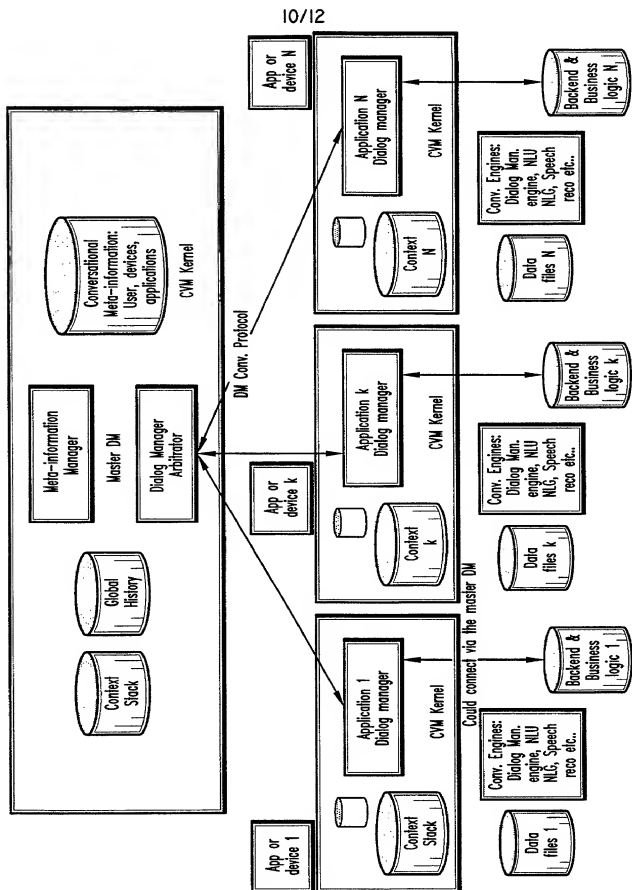 10/12
Context
Stack
Global
History
Meta-information
Manager
Master DM
Dialog Manager
Arbitrator
Conversational
Meta-information:
User, devices,
applications
CVM Kernel
DM Conv. Protocol
App or
device 1
Context
Stack
Application 1
Dialog manager
CVM Kernel
Could connect via the master DM
Data
files 1
Conv. Engines:
Dialog Man.
engine, NLU
NLG, Speech
reco etc..
Backend &
Business
logic 1,
App or
device k
Context
k
Application k
Dialog manager
CVM Kernel
Data
files k
Conv. Engines:
Dialog Man.
engine, NLU
NLG, Speech
reco etc..
Backend &
Business
logic k
App or
device N
Context
N
Application N
Dialog manager
CVM Kernel
Data
files N
Conv. Engines:
Dialog Man.
engine, NLU
NLG, Speech
reco etc..
Backend &
Business
logic N,